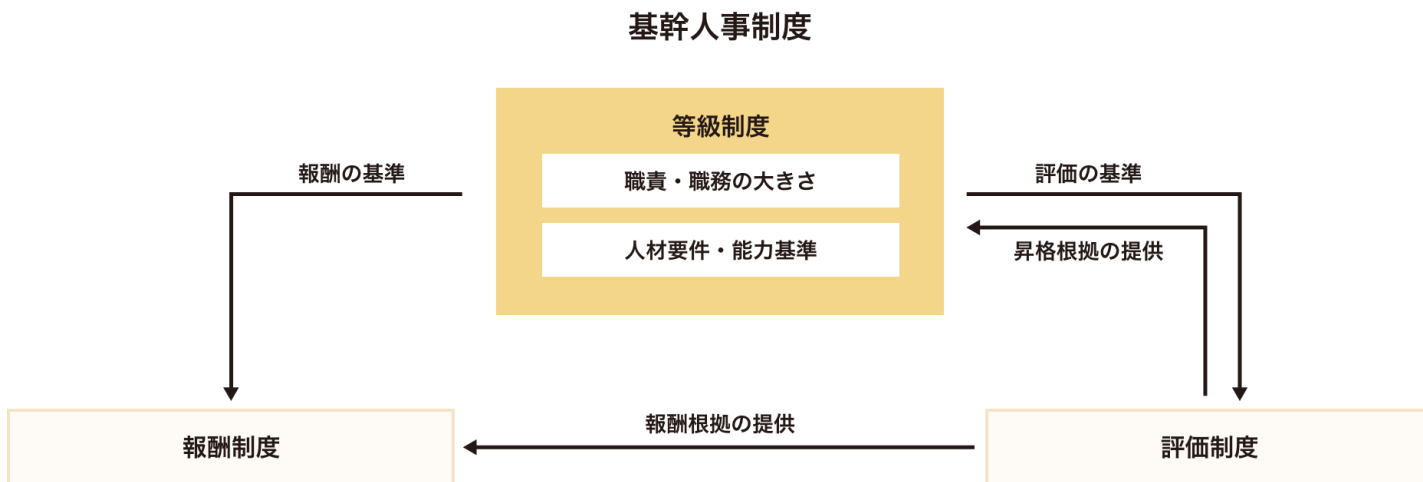 基幹人事制度
等級制度
報酬の基準
職責・職務の大きさ
評価の基準
人材要件・能力基準
昇格根拠の提供
報酬制度
報酬根拠の提供
評価制度